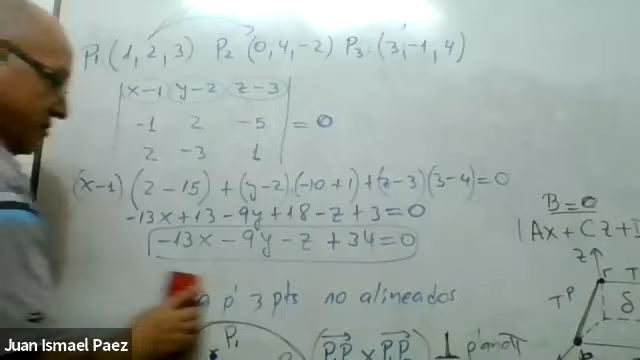 P1: (1, 2, 3) P2 (0, 4, -2) P3: (3, -1, 4)
x-1 y-2 z-3
-1 2 -5 = 0
2 -3 1
(x-1) (2-15) + (y-2) (-10+1) + (z-3) (3-4) = 0
-13x + 13 - 9y + 18 - z + 3 = 0
-13x - 9y - z + 34 = 0
B = 0
Ax + Cz +
z
p' 3 pts no alineados
P1
δ
Juan Ismael Paez